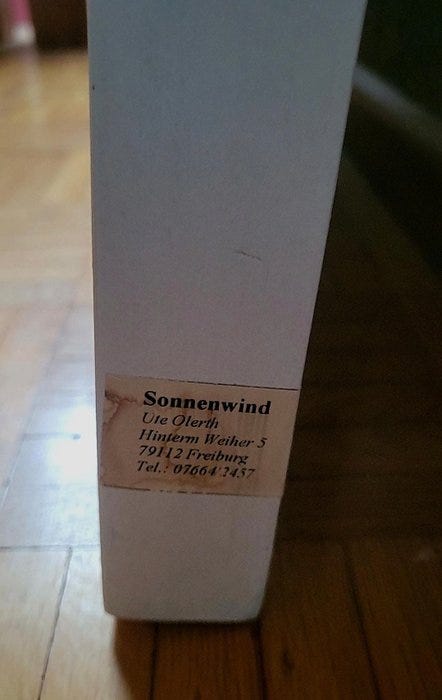 Sonnenwind
Ute Olerth
Hinterm Weiher 5
79112 Freiburg
Tel.: 07664/2457